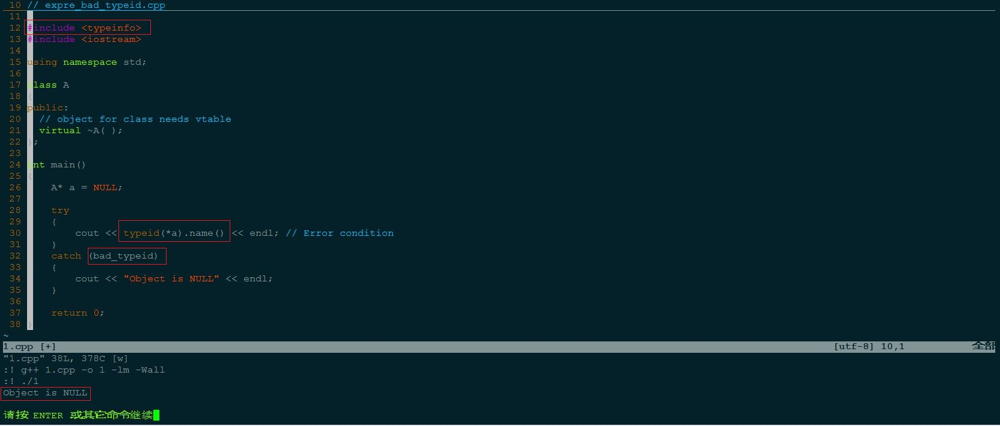 10 // expre_bad_typeid.cpp
11
12 #include <typeinfo>
13 #include <iostream>
14
15 using namespace std;
16
17 class A
18 {
19 public:
20   // object for class needs vtable
21   virtual ~A( );
22 };
23
24 int main()
25 {
26     A* a = NULL;
27
28     try
29     {
30         cout << typeid(*a).name() << endl; // Error condition
31     }
32     catch (bad_typeid)
33     {
34         cout << "Object is NULL" << endl;
35     }
36
37     return 0;
38 }
~
1.cpp [+] [utf-8] 10,1 全部
"1.cpp" 38L, 378C [w]
:! g++ 1.cpp -o 1 -lm -Wall
:! ./1
Object is NULL
请按 ENTER 或其它命令继续